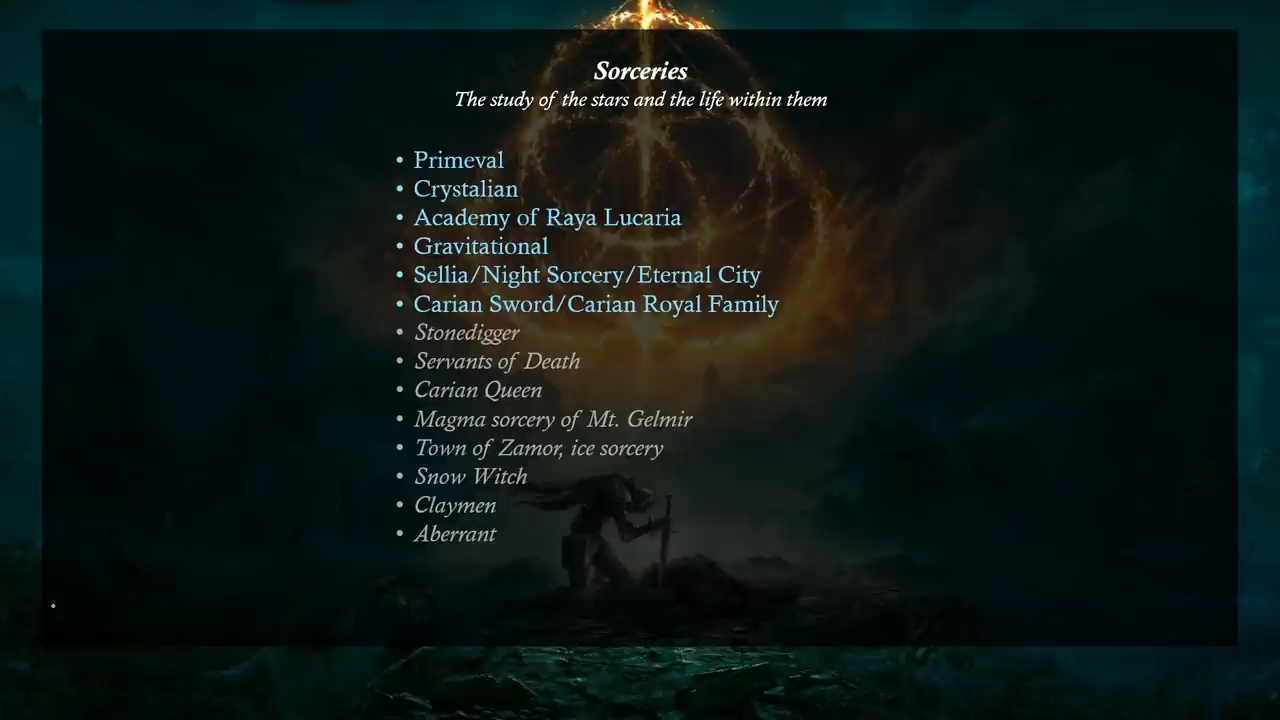 Sorceries
The study of the stars and the life within them
• Primeval
• Crystalian
• Academy of Raya Lucaria
• Gravitational
• Sellia/Night Sorcery/Eternal City
• Carian Sword/Carian Royal Family
• Stonedigger
• Servants of Death
• Carian Queen
• Magma sorcery of Mt. Gelmir
• Town of Zamor, ice sorcery
• Snow Witch
• Claymen
• Aberrant